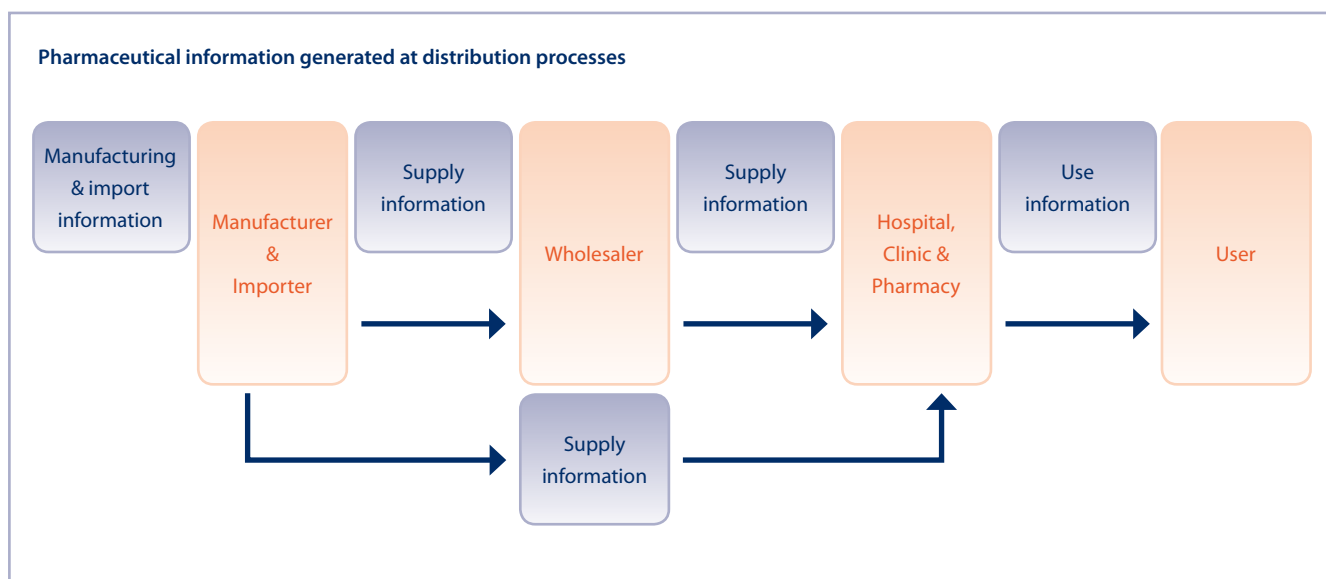 Pharmaceutical information generated at distribution processes
Manufacturing
& import
information
Manufacturer
&
Importer
Supply
information
Wholesaler
Supply
information
Hospital,
Clinic &
Pharmacy
Use
information
User
Supply
information